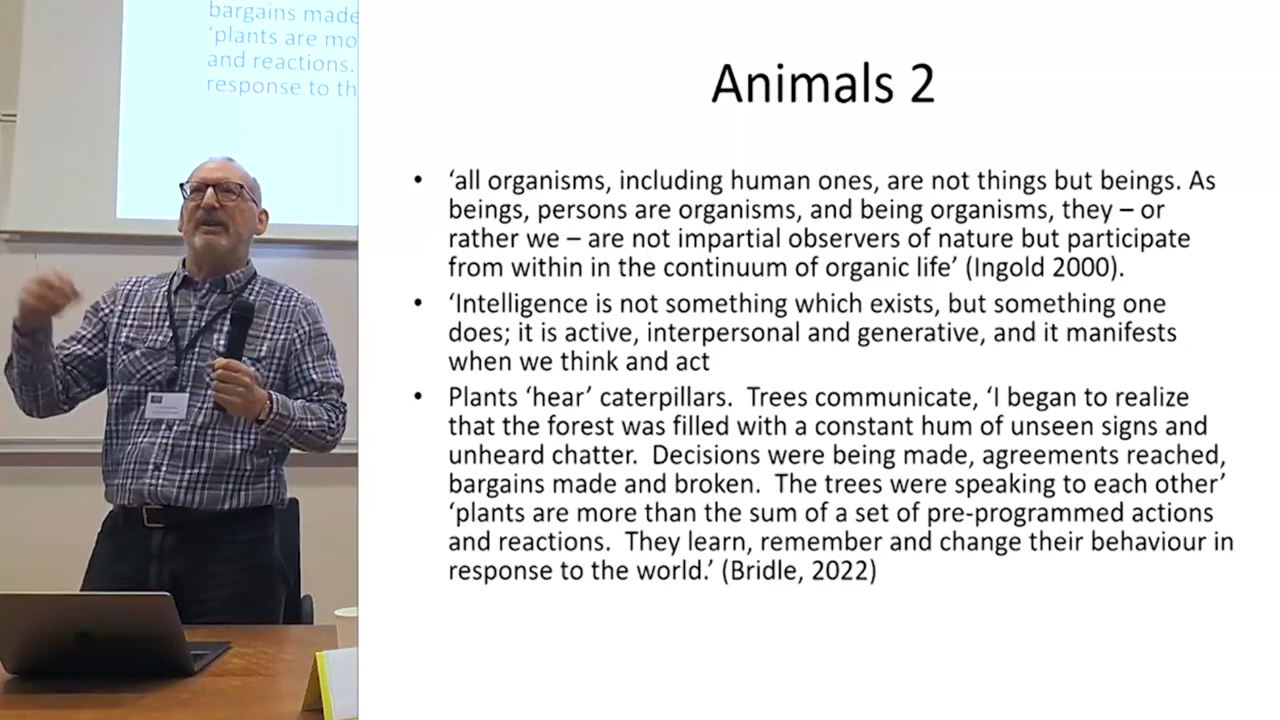 bargains made
‘plants are mo
and reactions.
response to th
Animals 2
• ‘all organisms, including human ones, are not things but beings. As
beings, persons are organisms, and being organisms, they – or
rather we – are not impartial observers of nature but participate
from within in the continuum of organic life’ (Ingold 2000).
• ‘Intelligence is not something which exists, but something one
does; it is active, interpersonal and generative, and it manifests
when we think and act
• Plants ‘hear’ caterpillars.  Trees communicate, ‘I began to realize
that the forest was filled with a constant hum of unseen signs and
unheard chatter.  Decisions were being made, agreements reached,
bargains made and broken.  The trees were speaking to each other’
‘plants are more than the sum of a set of pre-programmed actions
and reactions.  They learn, remember and change their behaviour in
response to the world.’ (Bridle, 2022)